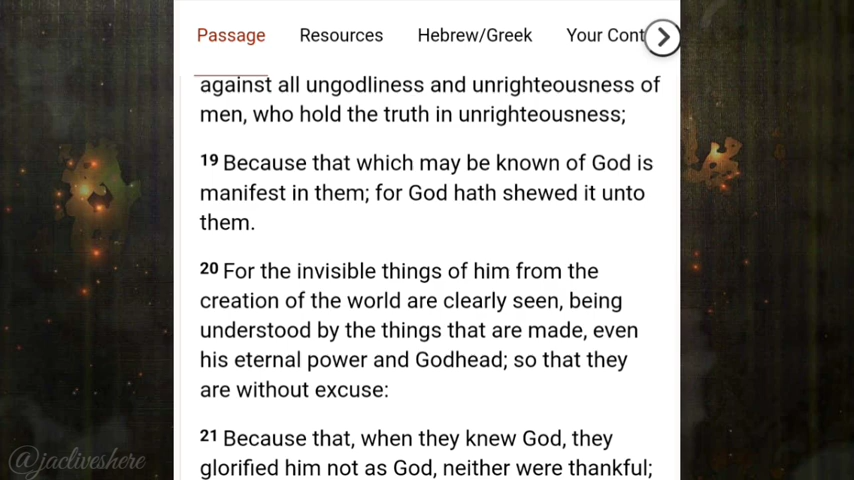 Passage Resources Hebrew/Greek Your Cont
against all ungodliness and unrighteousness of
men, who hold the truth in unrighteousness;
19 Because that which may be known of God is
manifest in them; for God hath shewed it unto
them.
20 For the invisible things of him from the
creation of the world are clearly seen, being
understood by the things that are made, even
his eternal power and Godhead; so that they
are without excuse:
21 Because that, when they knew God, they
glorified him not as God, neither were thankful;
@jacliveshere